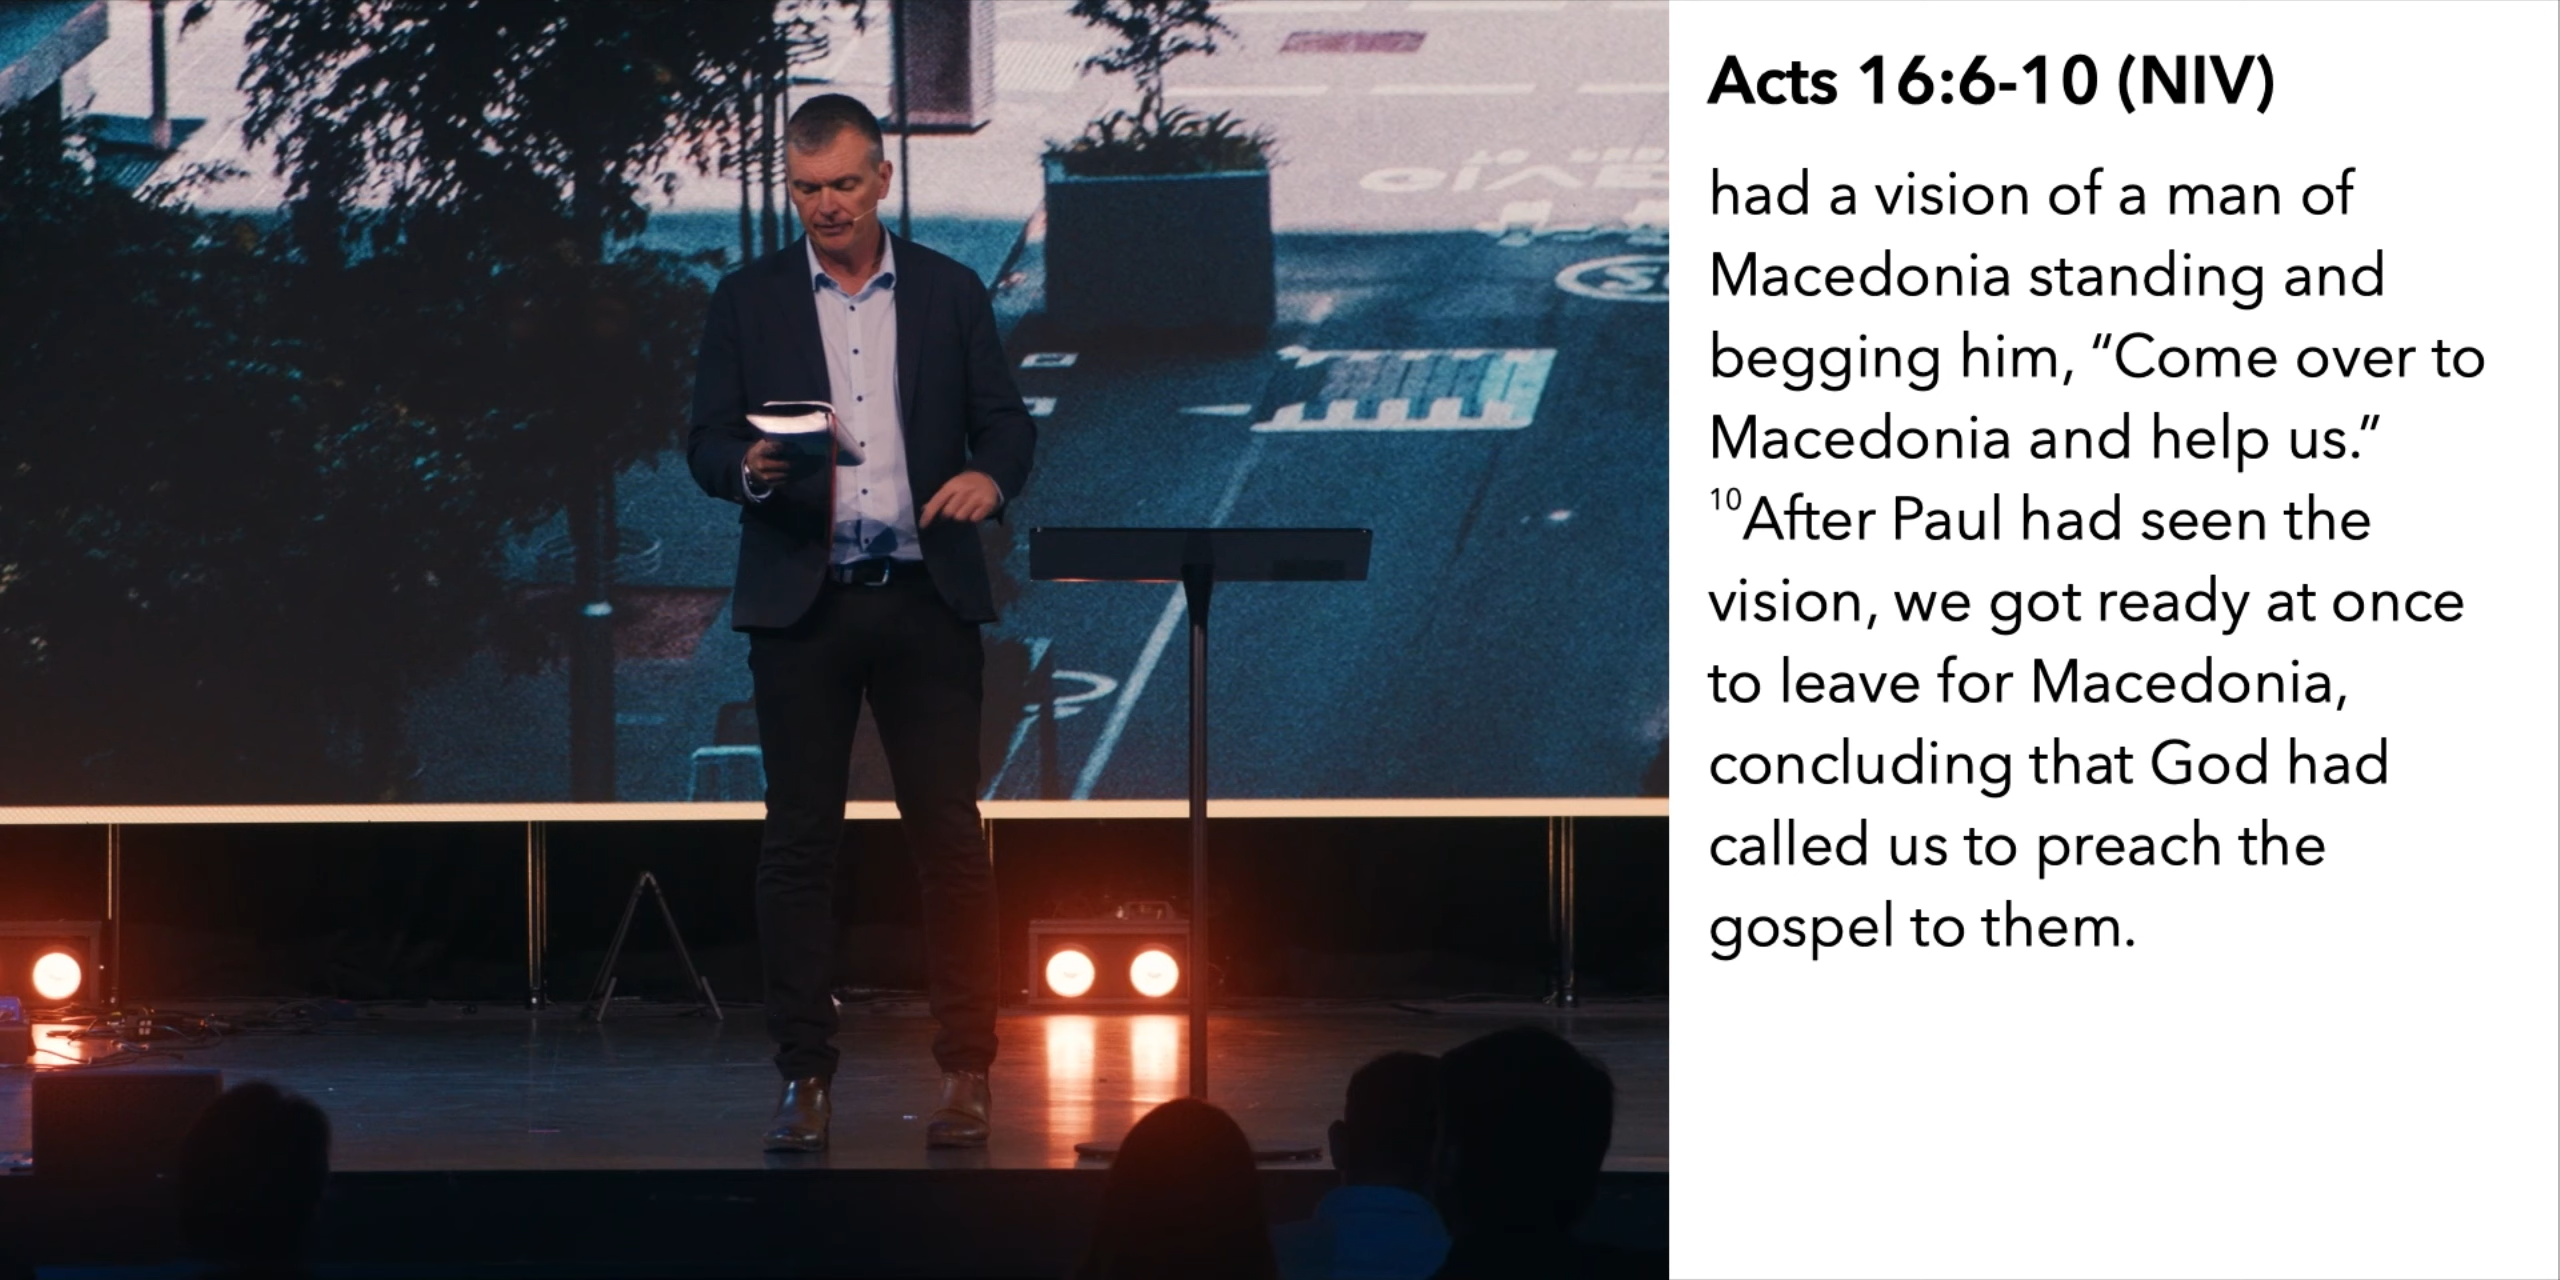 Acts 16:6-10 (NIV)
had a vision of a man of
Macedonia standing and
begging him, “Come over to
Macedonia and help us.”
10After Paul had seen the
vision, we got ready at once
to leave for Macedonia,
concluding that God had
called us to preach the
gospel to them.